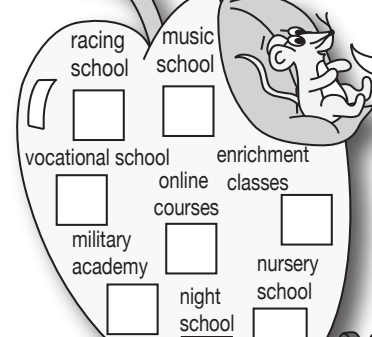 racing
school
music
school
vocational school
enrichment
classes
online
courses
military
academy
nursery
school
night
school